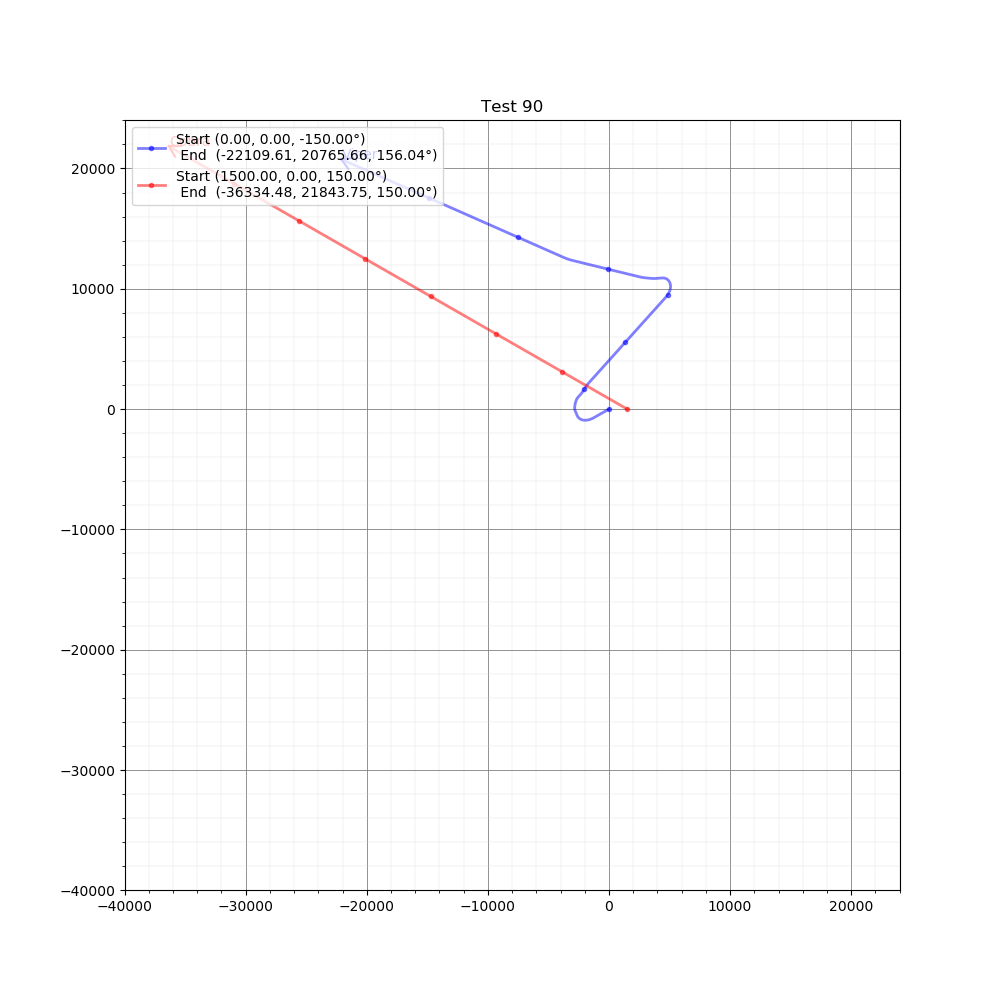 Test 90
Start (0.00, 0.00, -150.00°)
End (-22109.61, 20765.66, 156.04°)
Start (1500.00, 0.00, 150.00°)
End (-36334.48, 21843.75, 150.00°)
20000
10000
0
−10000
−20000
−30000
−40000
−40000 −30000 −20000 −10000 0 10000 20000